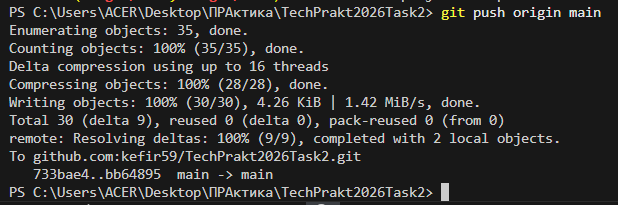 PS C:\Users\ACER\Desktop\ПРАктика\TechPrakt2026Task2> git push origin main
Enumerating objects: 35, done.
Counting objects: 100% (35/35), done.
Delta compression using up to 16 threads
Compressing objects: 100% (28/28), done.
Writing objects: 100% (30/30), 4.26 KiB | 1.42 MiB/s, done.
Total 30 (delta 9), reused 0 (delta 0), pack-reused 0 (from 0)
remote: Resolving deltas: 100% (9/9), completed with 2 local objects.
To github.com:kefir59/TechPrakt2026Task2.git
   733bae4..bb64895  main -> main
PS C:\Users\ACER\Desktop\ПРАктика\TechPrakt2026Task2>